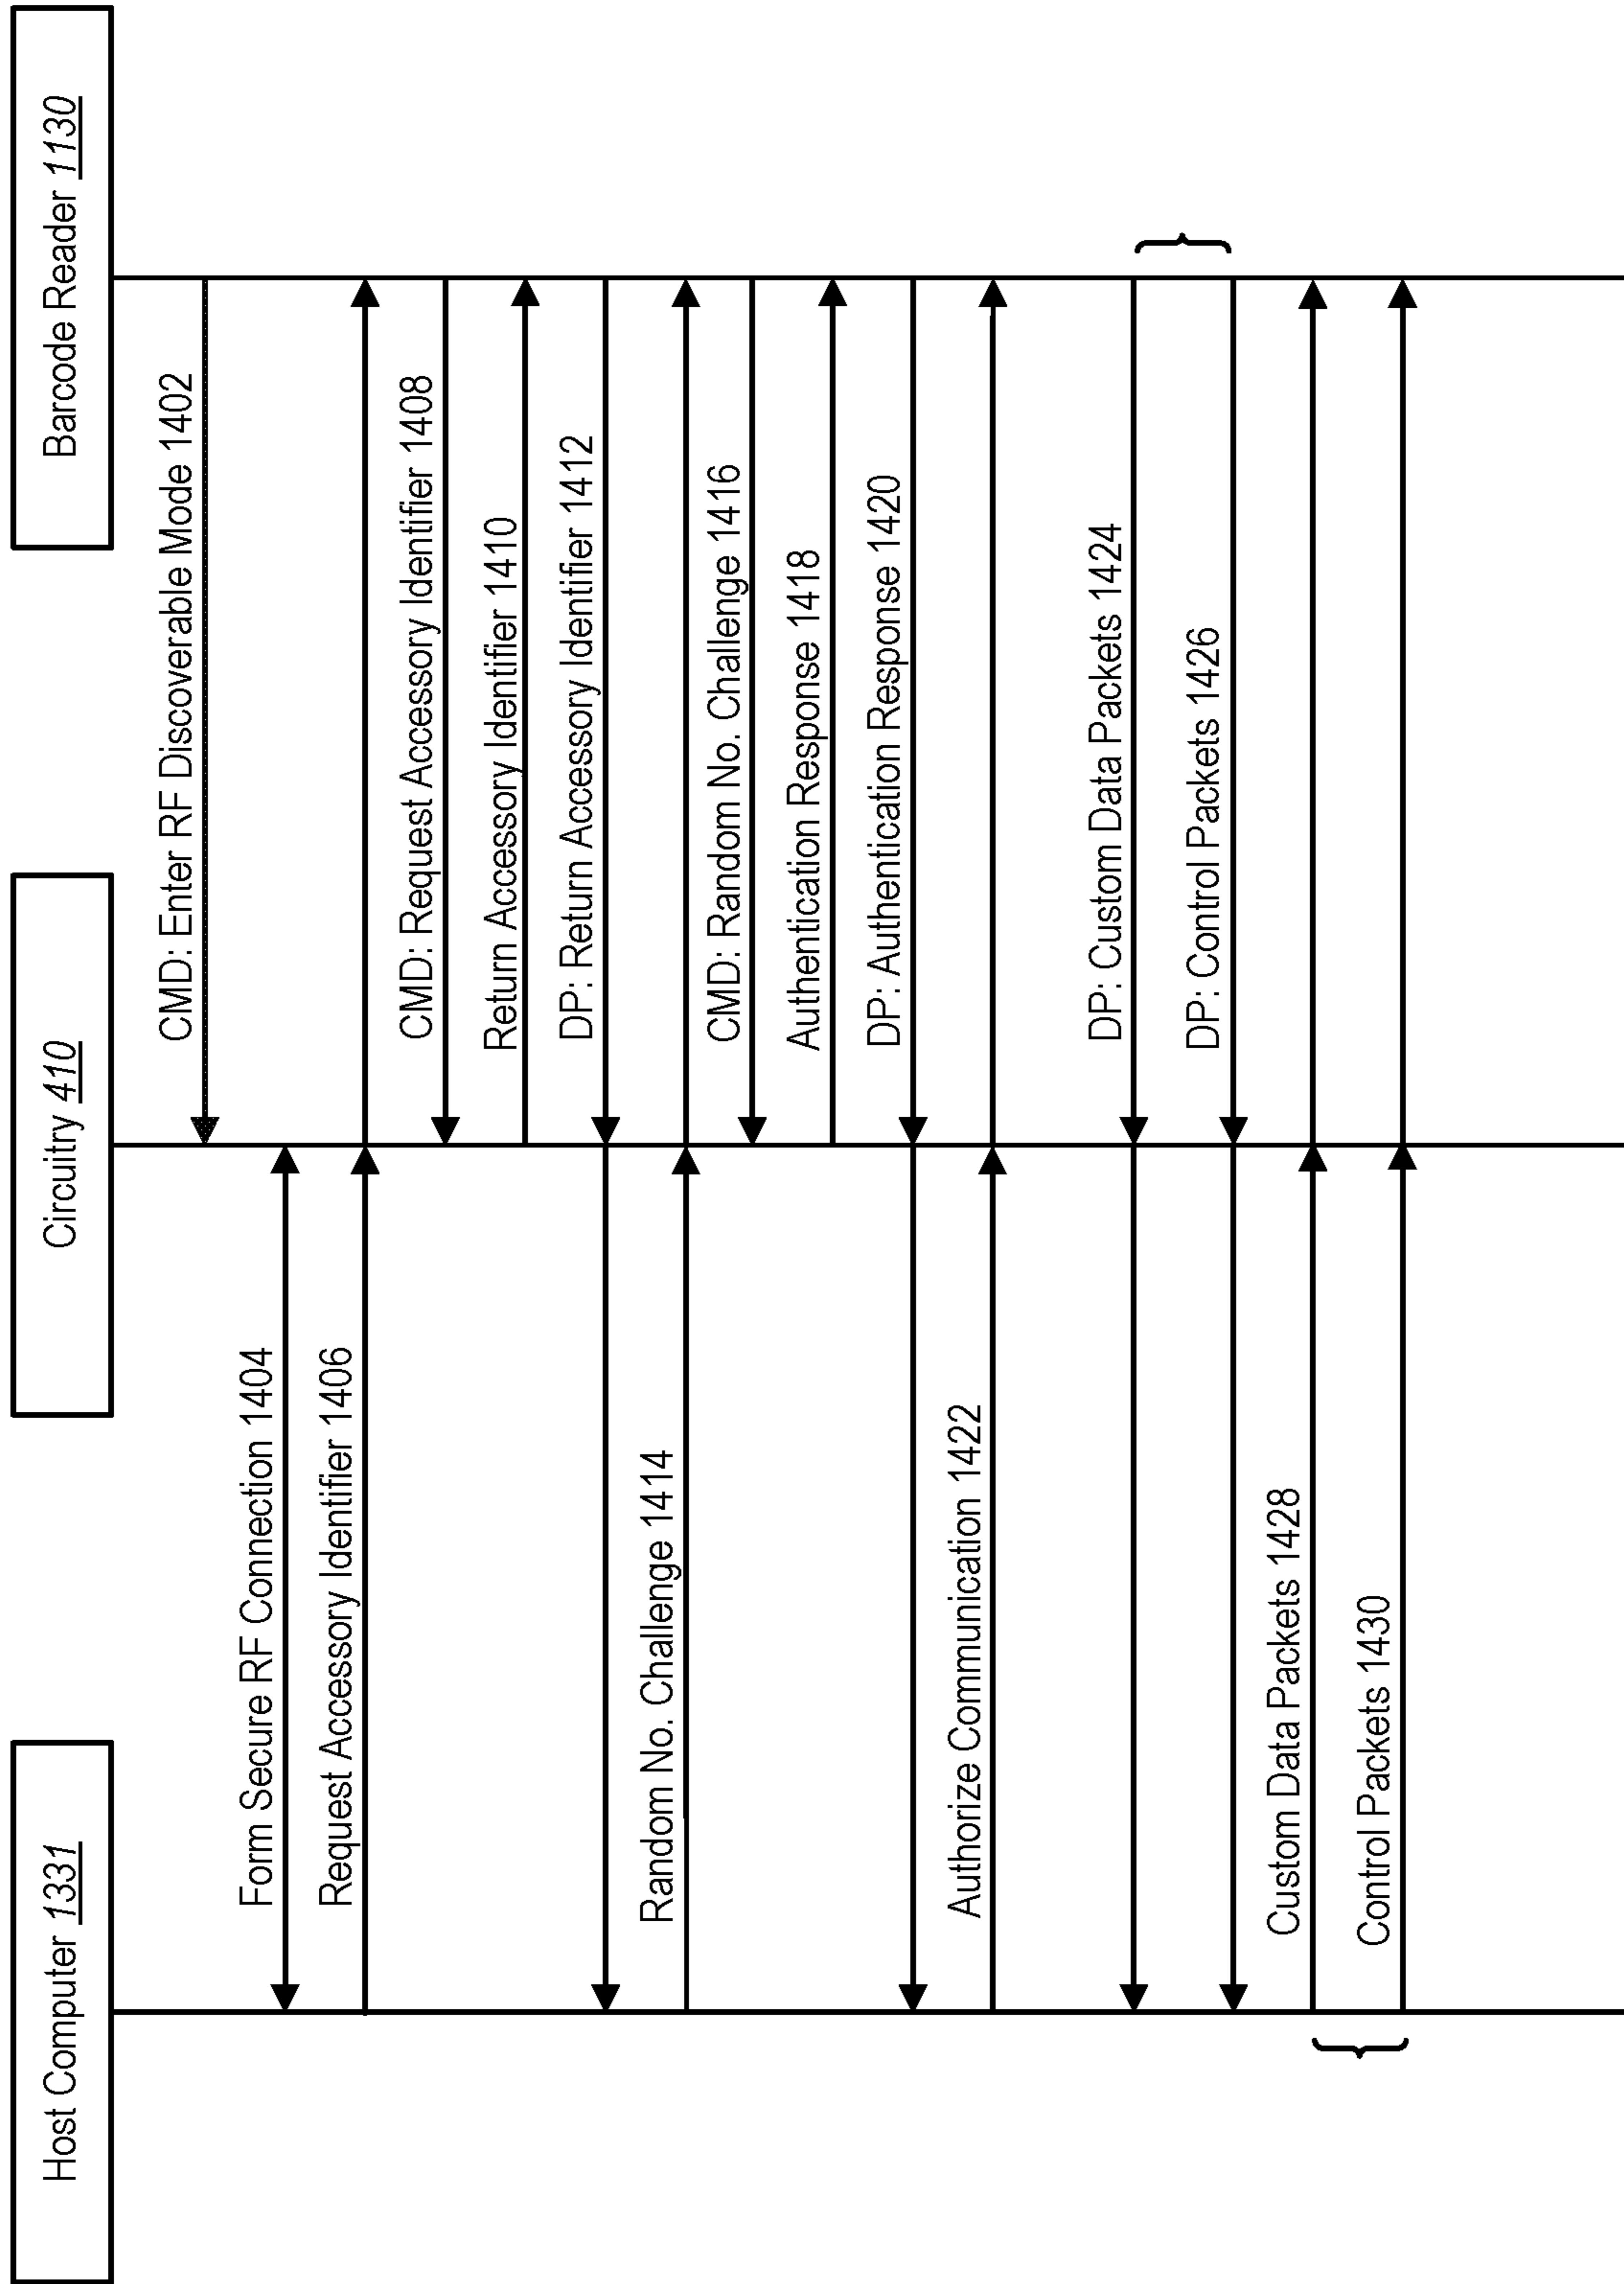 Host Computer 1331
Circuitry 410
Barcode Reader 1130
CMD: Enter RF Discoverable Mode 1402
Form Secure RF Connection 1404
Request Accessory Identifier 1406
CMD: Request Accessory Identifier 1408
Return Accessory Identifier 1410
DP: Return Accessory Identifier 1412
Random No. Challenge 1414
CMD: Random No. Challenge 1416
Authentication Response 1418
DP: Authentication Response 1420
Authorize Communication 1422
DP: Custom Data Packets 1424
DP: Control Packets 1426
Custom Data Packets 1428
Control Packets 1430